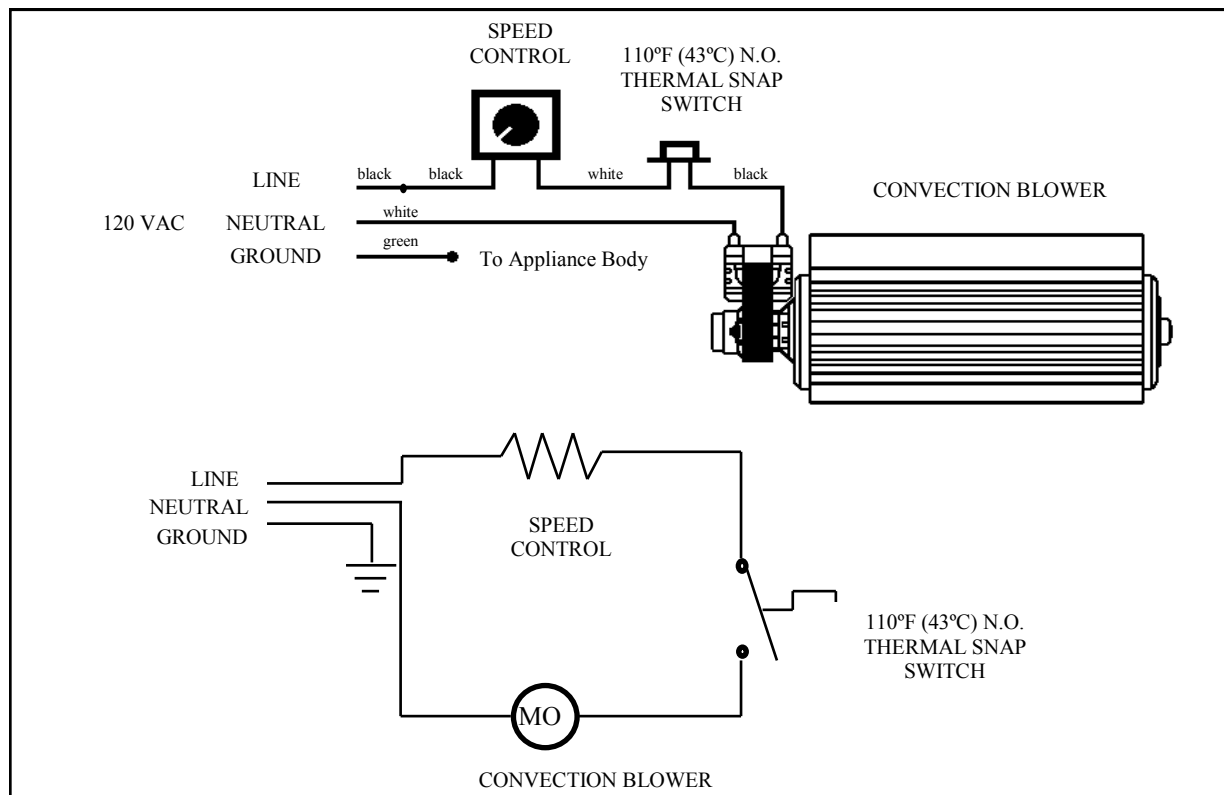 SPEED
CONTROL
110ºF (43ºC) N.O.
THERMAL SNAP
SWITCH
black
black
white
black
LINE
CONVECTION BLOWER
white
120 VAC
NEUTRAL
green
GROUND
To Appliance Body
LINE
NEUTRAL
GROUND
SPEED
CONTROL
110ºF (43ºC) N.O.
THERMAL SNAP
SWITCH
MO
CONVECTION BLOWER